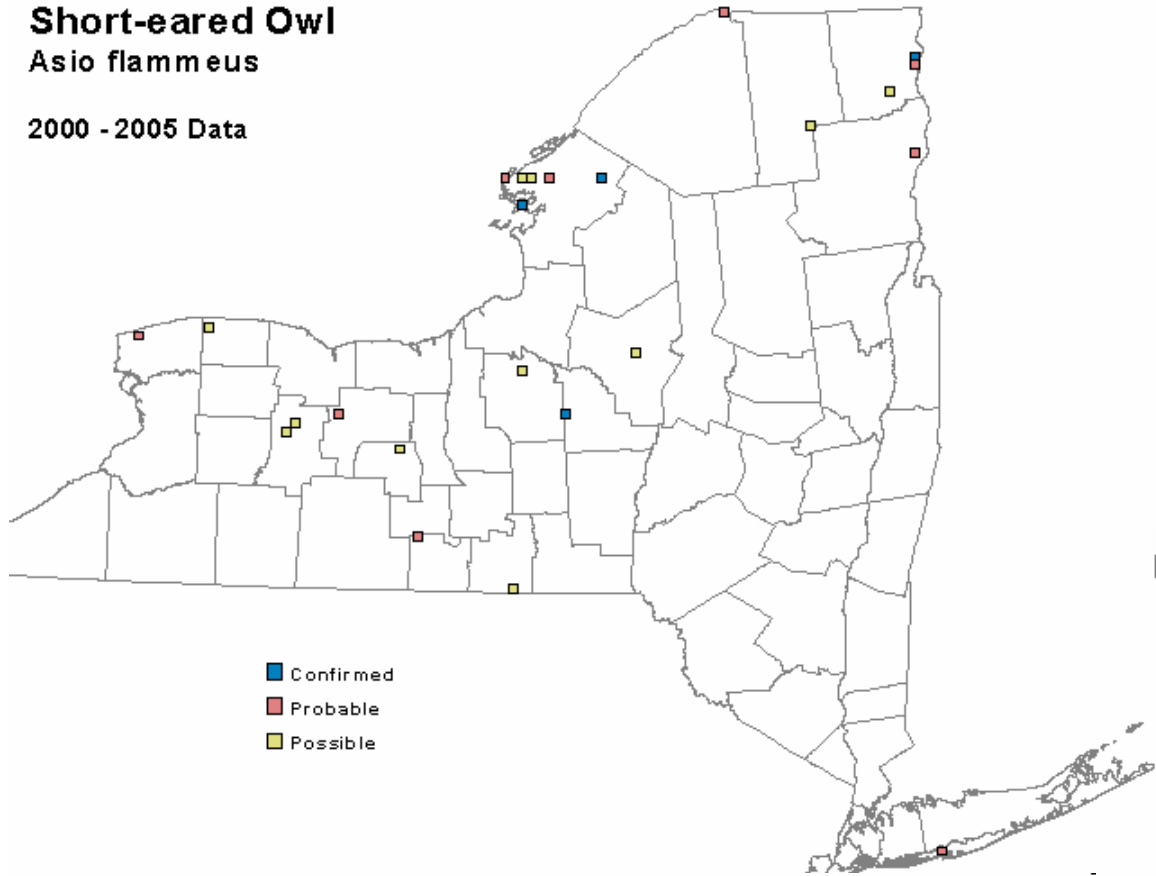 Short-eared Owl
Asio flammeus
2000 - 2005 Data
Confirmed
Probable
Possible